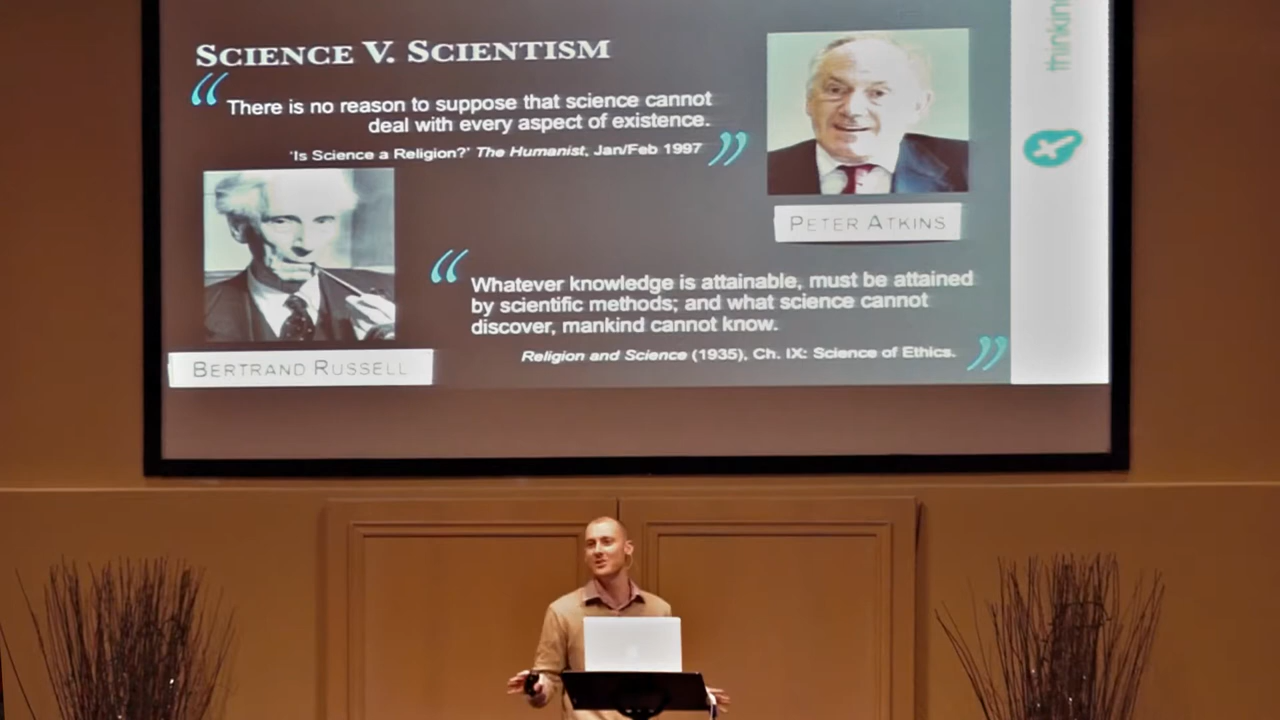 SCIENCE V. SCIENTISM
“ There is no reason to suppose that science cannot
deal with every aspect of existence.
'Is Science a Religion?' The Humanist, Jan/Feb 1997 ”
PETER ATKINS
“ Whatever knowledge is attainable, must be attained
by scientific methods; and what science cannot
discover, mankind cannot know.
Religion and Science (1935), Ch. IX: Science of Ethics. ”
BERTRAND RUSSELL
thinking